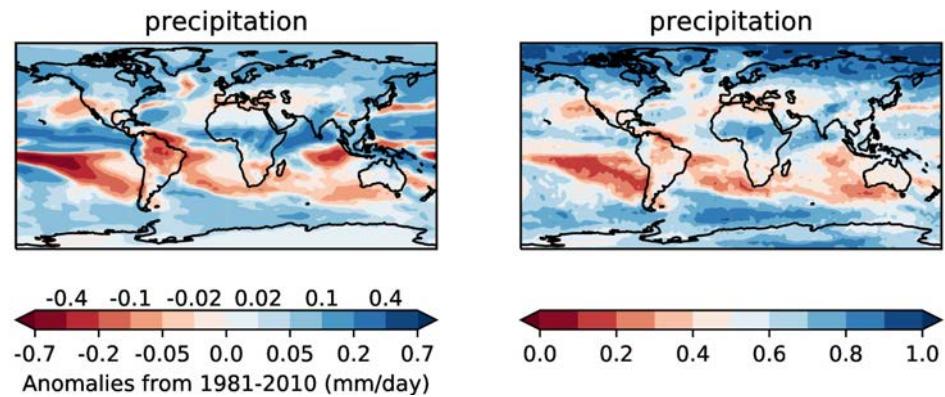 precipitation
precipitation
-0.4 -0.1 -0.02 0.02 0.1 0.4
-0.7 -0.2 -0.05 0.0 0.05 0.2 0.7
Anomalies from 1981-2010 (mm/day)
0.0 0.2 0.4 0.6 0.8 1.0